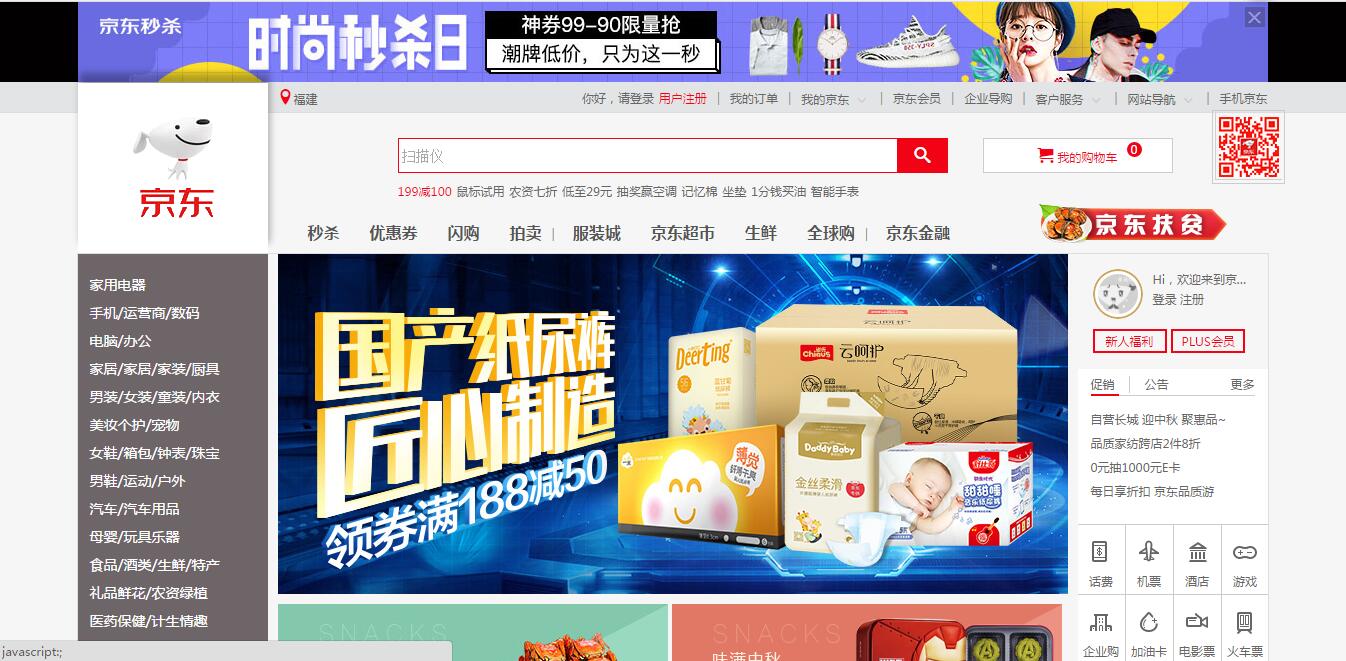 京东秒杀
时尚秒杀日
神券99-90限量抢
潮牌低价，只为这一秒
福建
你好，请登录 用户注册 | 我的订单 | 我的京东 | 京东会员 | 企业导购 | 客户服务 | 网站导航 | 手机京东
京东
扫描仪
我的购物车 0
199减100 鼠标试用 农资七折 低至29元 抽奖赢空调 记忆棉 坐垫 1分钱买油 智能手表
秒杀 优惠券 闪购 拍卖 | 服装城 京东超市 生鲜 全球购 | 京东金融
京东扶贫
家用电器
手机/运营商/数码
电脑/办公
家居/家居/家装/厨具
男装/女装/童装/内衣
美妆个护/宠物
女鞋/箱包/钟表/珠宝
男鞋/运动/户外
汽车/汽车用品
母婴/玩具乐器
食品/酒类/生鲜/特产
礼品鲜花/农资绿植
医药保健/计生情趣
国产纸尿裤
匠心制造
领券满188减50
Deerting
Chiaus
云呵护
薄觉
Daddy Baby
金丝柔滑
甜甜睡
Hi，欢迎来到京...
登录 注册
新人福利 PLUS会员
促销 公告 更多
自营长城 迎中秋 聚惠品~
品质家纺跨店2件8折
0元抽1000元E卡
每日享折扣 京东品质游
话费 机票 酒店 游戏
企业购 加油卡 电影票 火车票
SNACKS
SNACKS
味满中秋
javascript:;